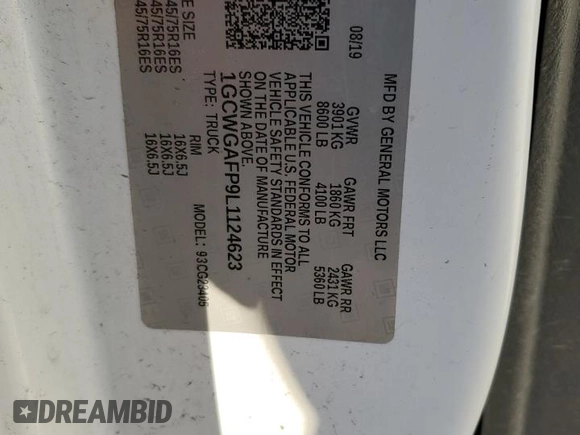 MFD BY GENERAL MOTORS LLC
08/19 GVWR GAWR FRT GAWR RR
3901 KG 1860 KG 2431 KG
8600 LB 4100 LB 5360 LB
THIS VEHICLE CONFORMS TO ALL
APPLICABLE U.S. FEDERAL MOTOR
VEHICLE SAFETY STANDARDS IN EFFECT
ON THE DATE OF MANUFACTURE
SHOWN ABOVE.
1GCWGAFP9L1124623
TYPE: TRUCK MODEL: 93CG23406
E SIZE RIM
45/75R16ES 16X6.5J
45/75R16ES 16X6.5J
45/75R16ES 16X6.5J
DREAMBID